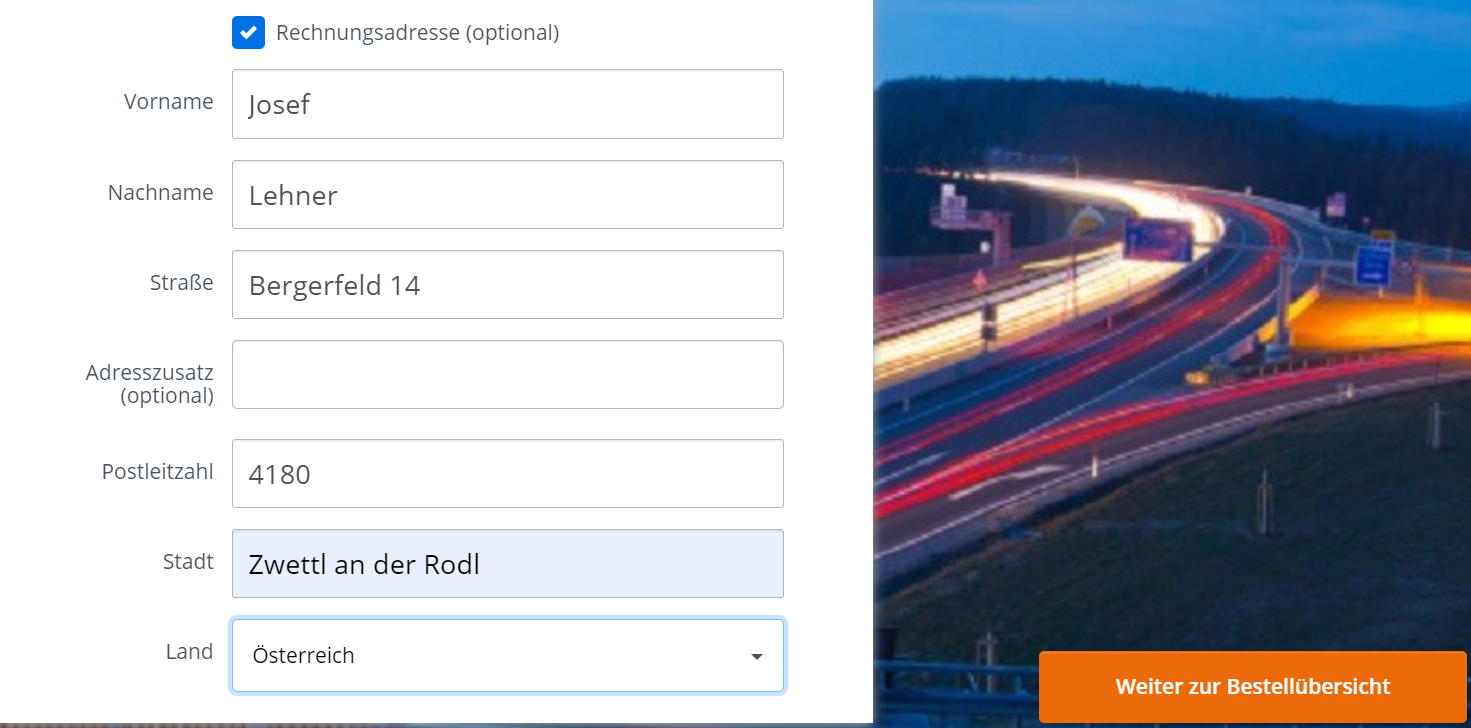 Rechnungsadresse (optional)
Vorname
Josef
Nachname
Lehner
Straße
Bergerfeld 14
Adresszusatz
(optional)
Postleitzahl
4180
Stadt
Zwettl an der Rodl
Land
Österreich
Weiter zur Bestellübersicht